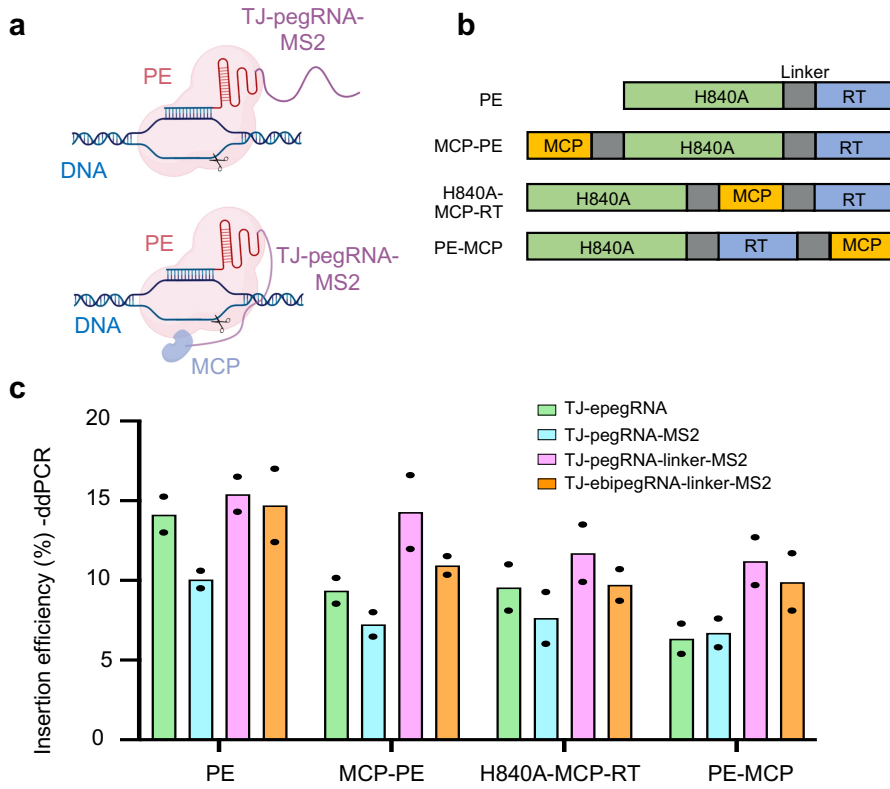 a
TJ-pegRNA-
MS2
PE
DNA
PE
TJ-pegRNA-
MS2
DNA
MCP
b
Linker
PE
H840A
RT
MCP-PE
MCP
H840A
RT
H840A-
MCP-RT
H840A
MCP
RT
PE-MCP
H840A
RT
MCP
c
Insertion efficiency (%) -ddPCR
20
15
10
5
0
TJ-epegRNA
TJ-pegRNA-MS2
TJ-pegRNA-linker-MS2
TJ-ebipegRNA-linker-MS2
PE
MCP-PE
H840A-MCP-RT
PE-MCP